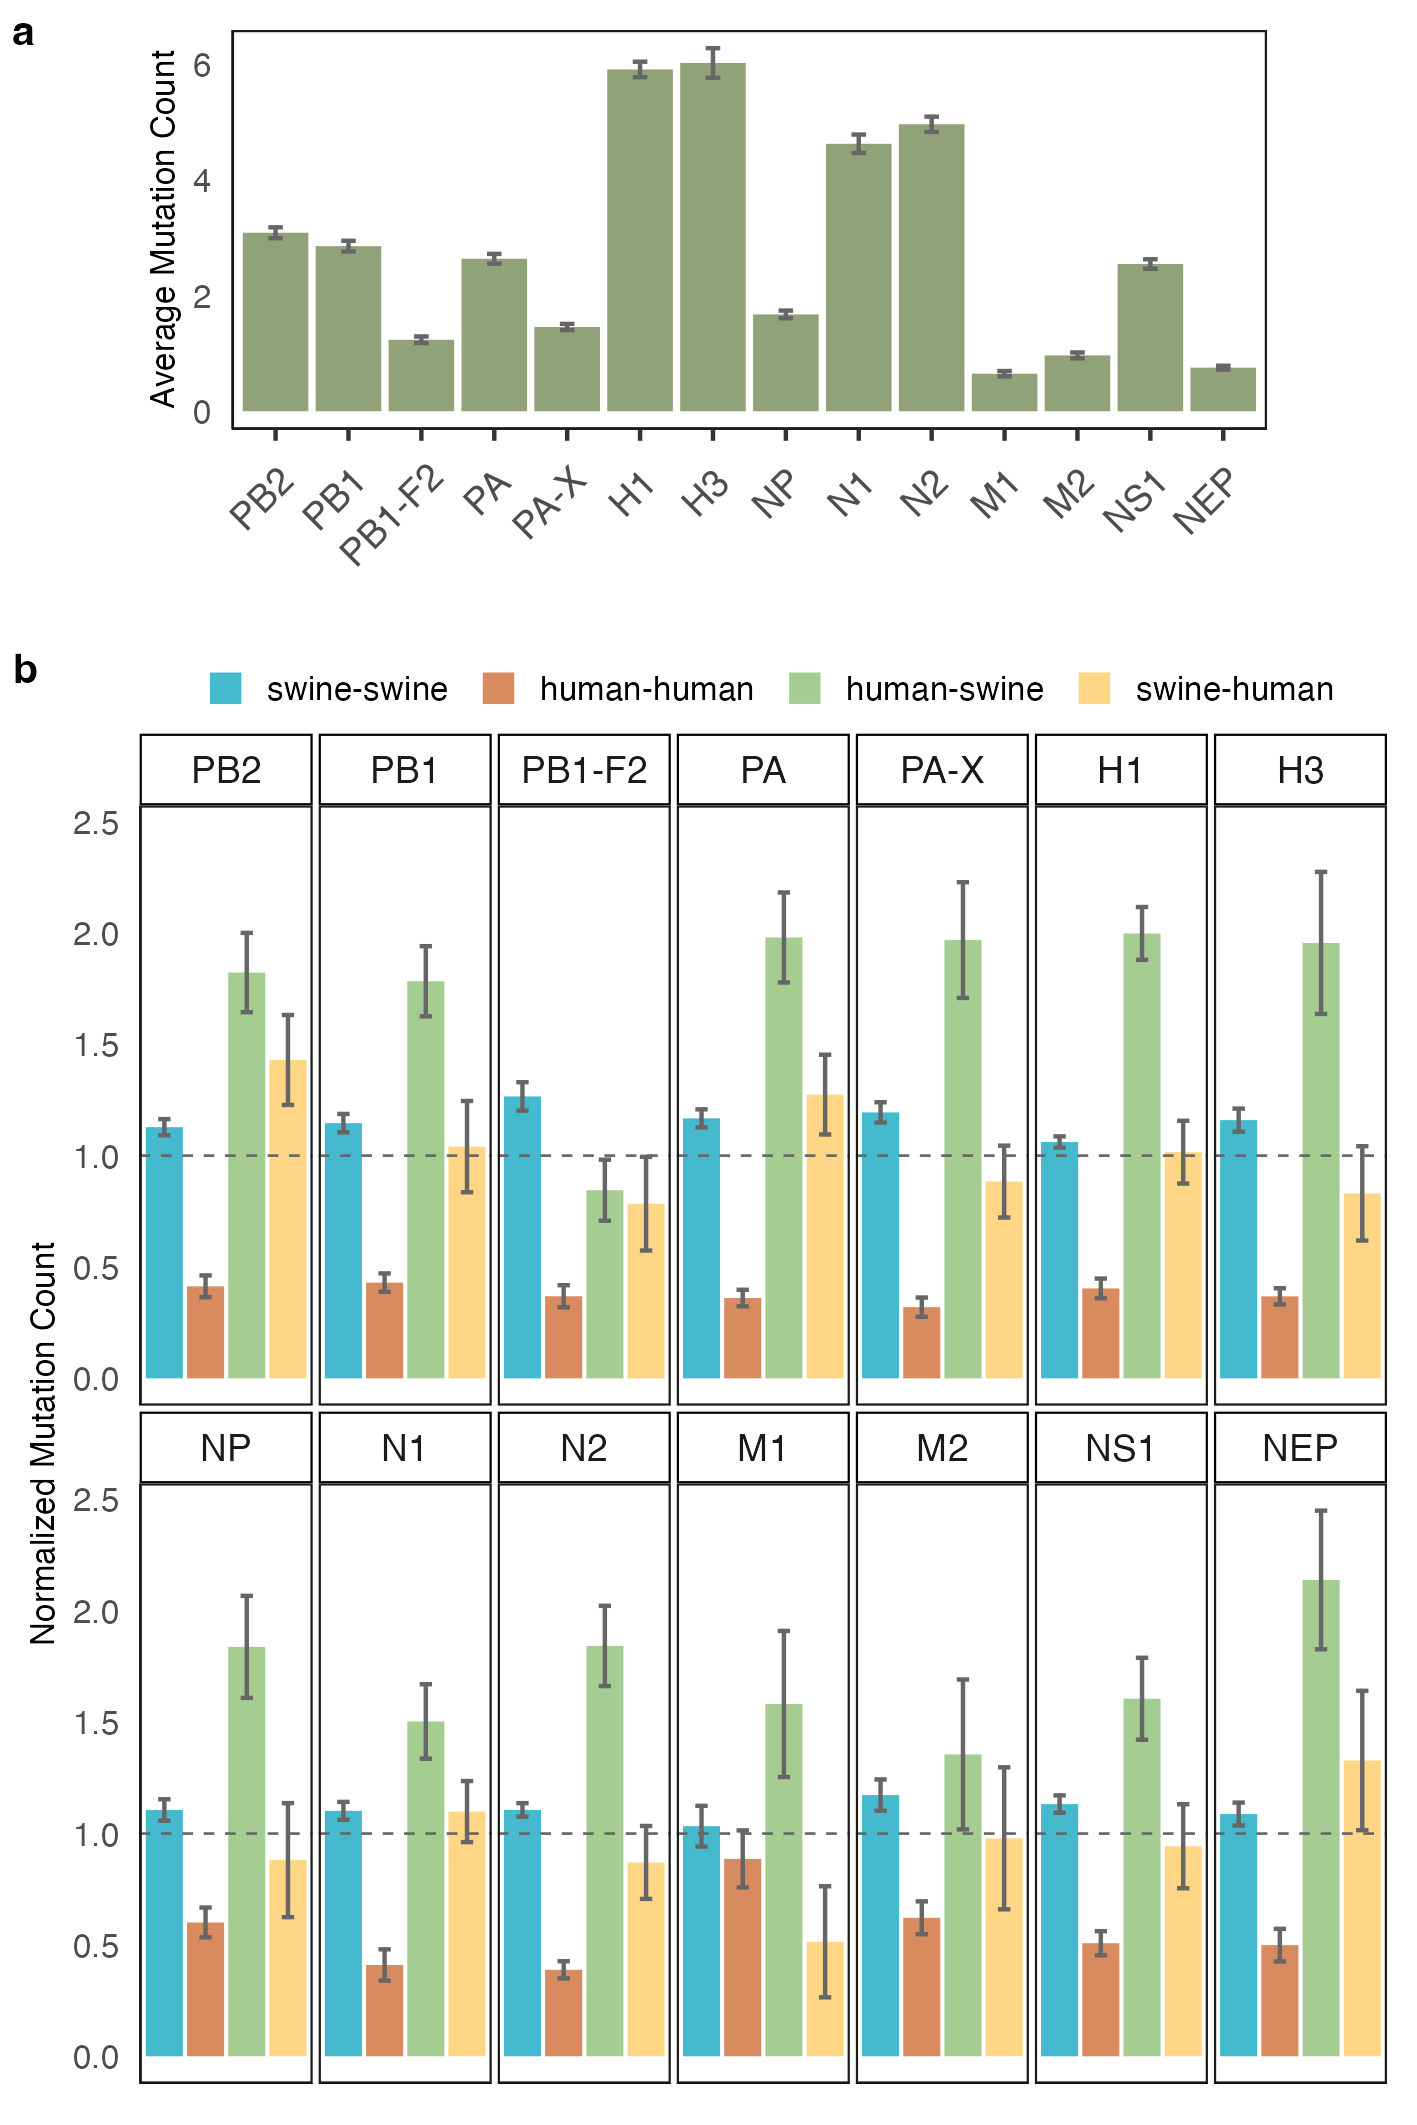 a
Average Mutation Count
6
4
2
0
PB2 PB1 PB1-F2 PA PA-X H1 H3 NP N1 N2 M1 M2 NS1 NEP
b
swine-swine human-human human-swine swine-human
Normalized Mutation Count
PB2 PB1 PB1-F2 PA PA-X H1 H3
2.5
2.0
1.5
1.0
0.5
0.0
NP N1 N2 M1 M2 NS1 NEP
2.5
2.0
1.5
1.0
0.5
0.0